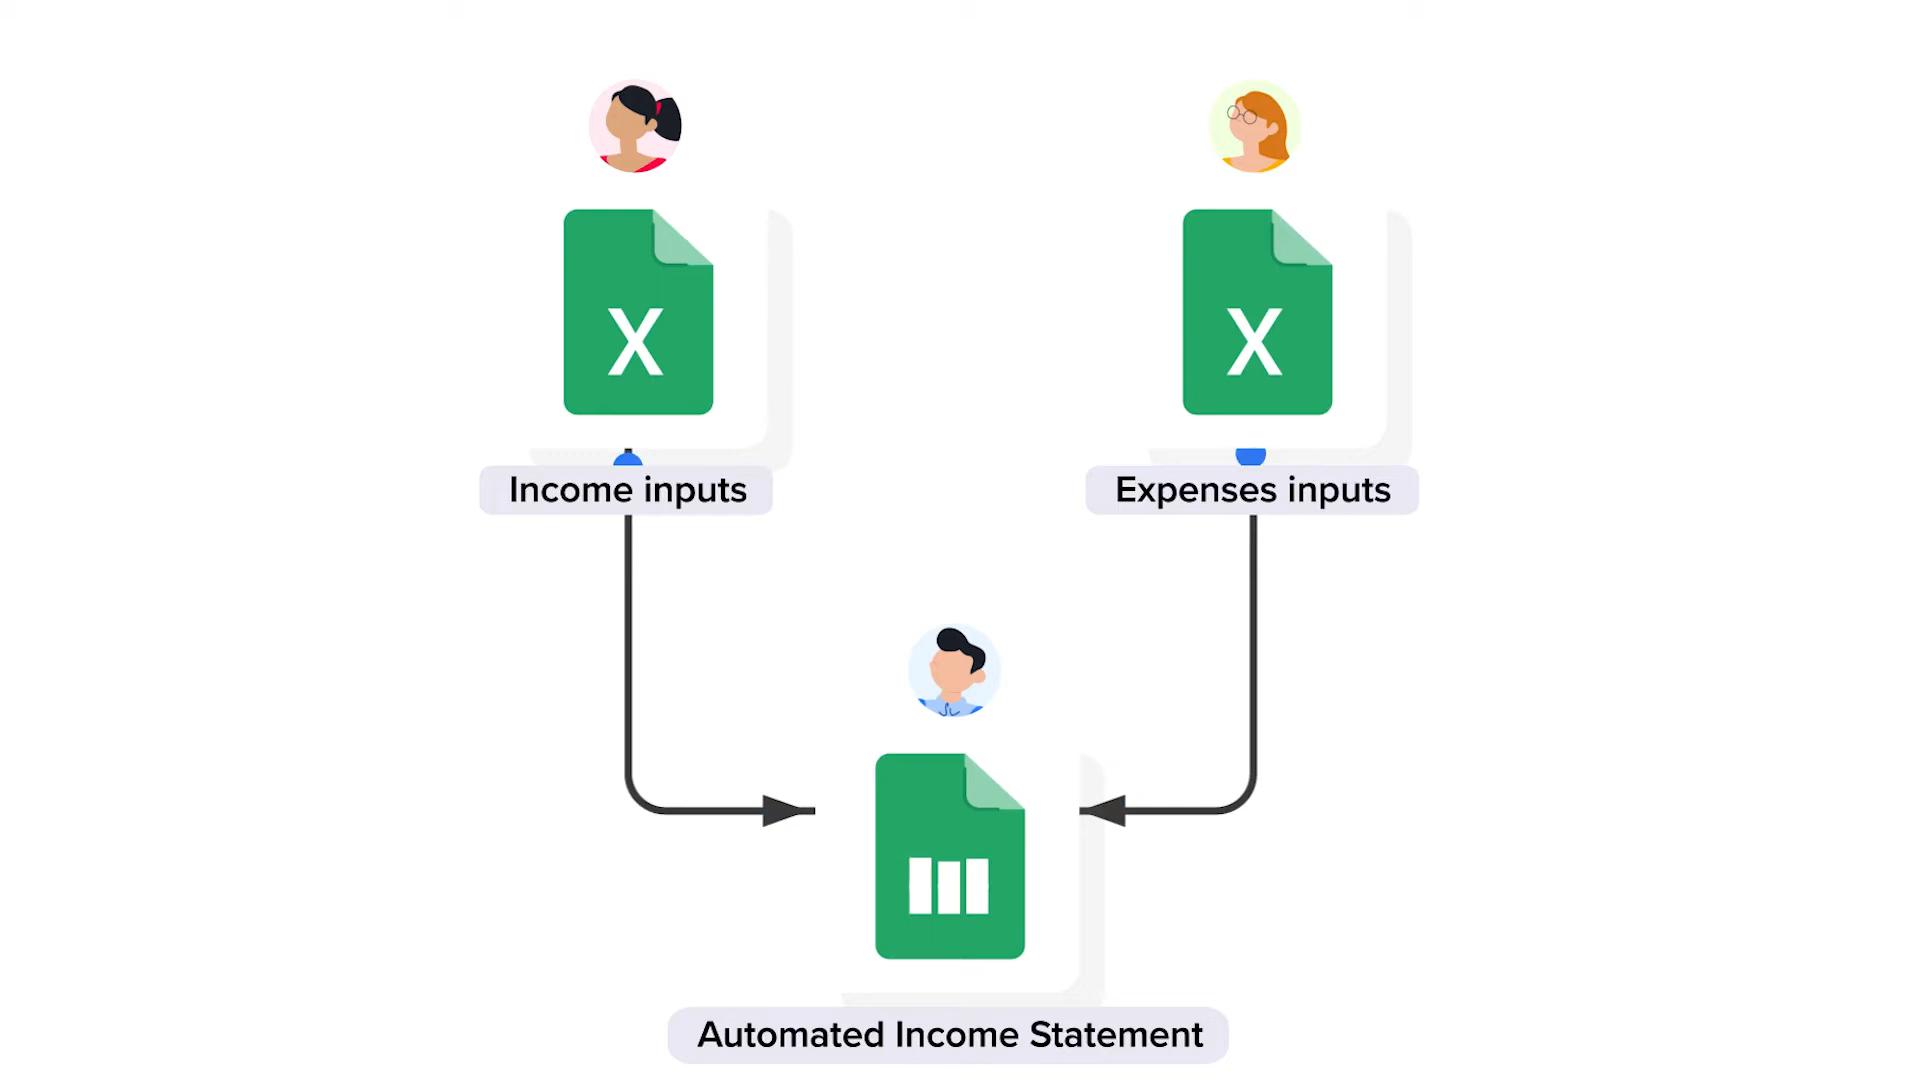 X
X
Income inputs
Expenses inputs
Automated Income Statement